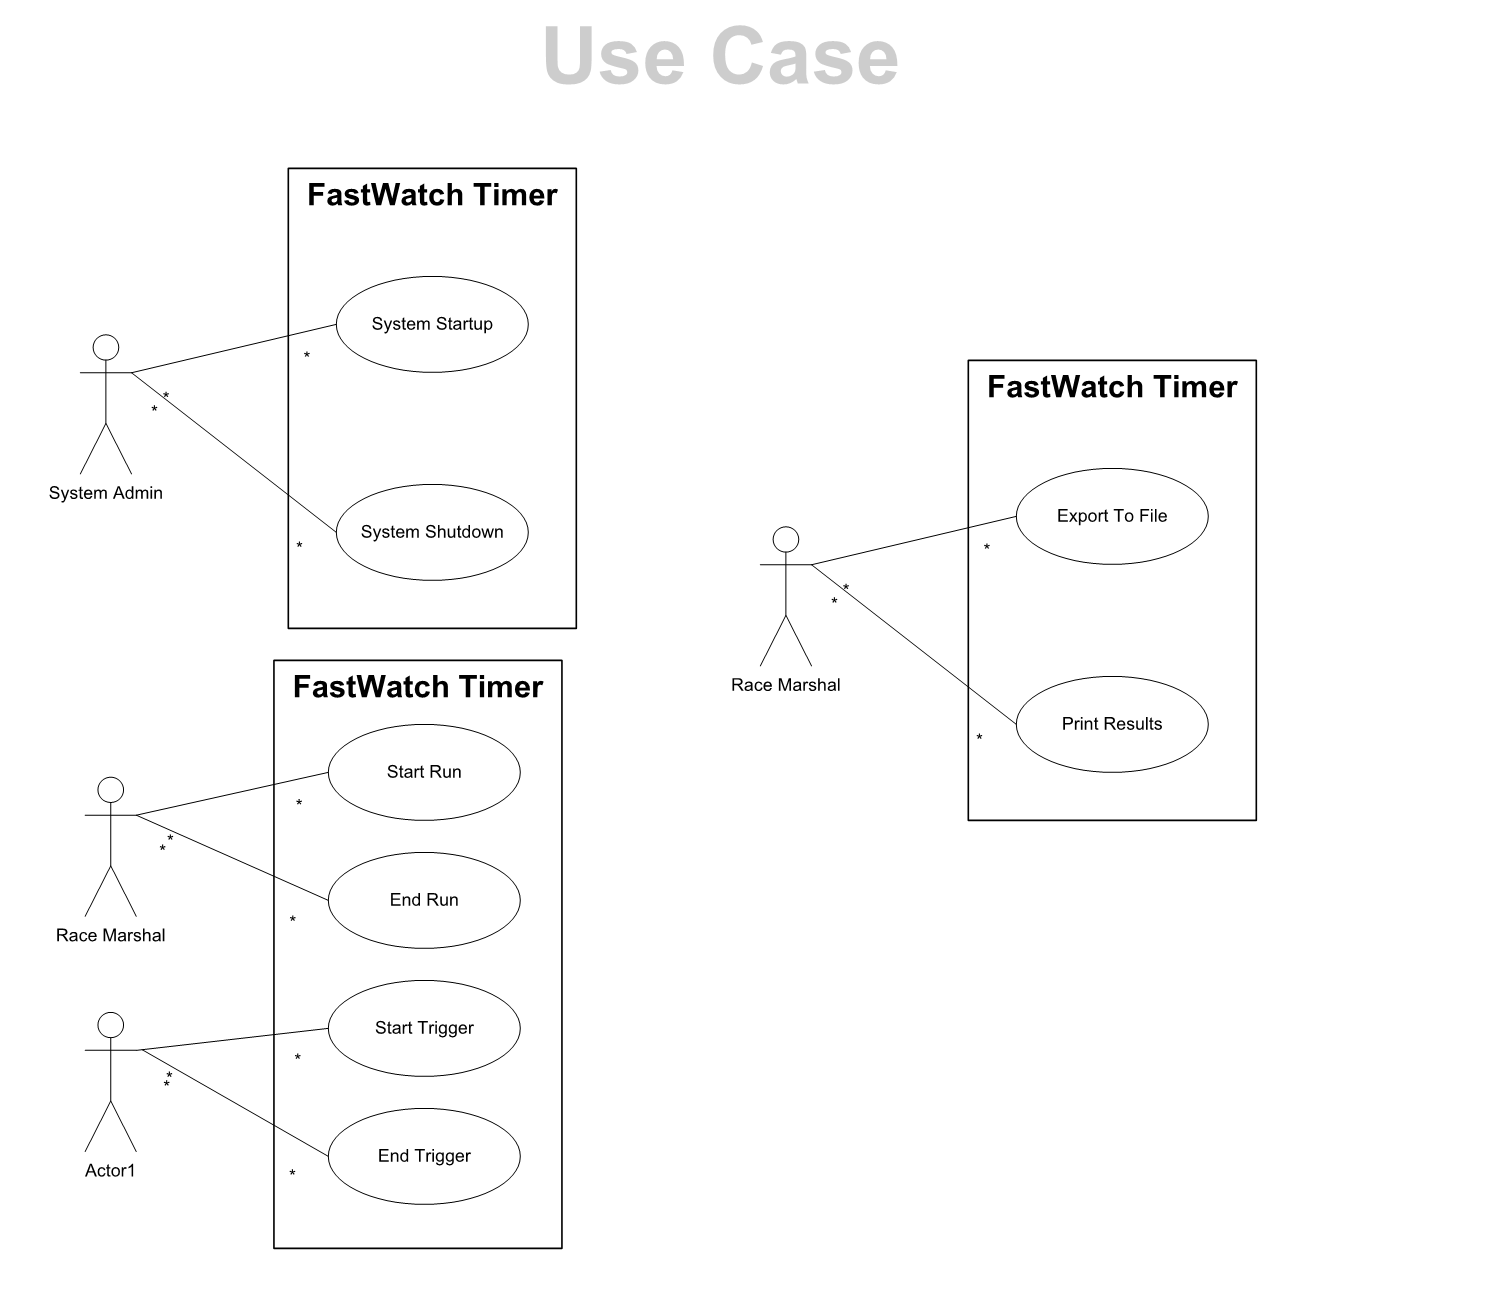 Use Case
FastWatch Timer
System Startup
*
*
*
System Admin
System Shutdown
*
FastWatch Timer
Start Run
*
*
*
End Run
*
Race Marshal
Start Trigger
*
*
*
End Trigger
*
Actor1
FastWatch Timer
Export To File
*
*
*
Race Marshal
Print Results
*